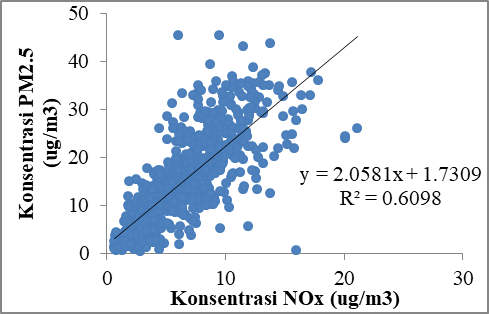 Konsentrasi PM2.5
(ug/m3)
50
40
30
20
10
0
y = 2.0581x + 1.7309
R² = 0.6098
0 10 20 30
Konsentrasi NOx (ug/m3)